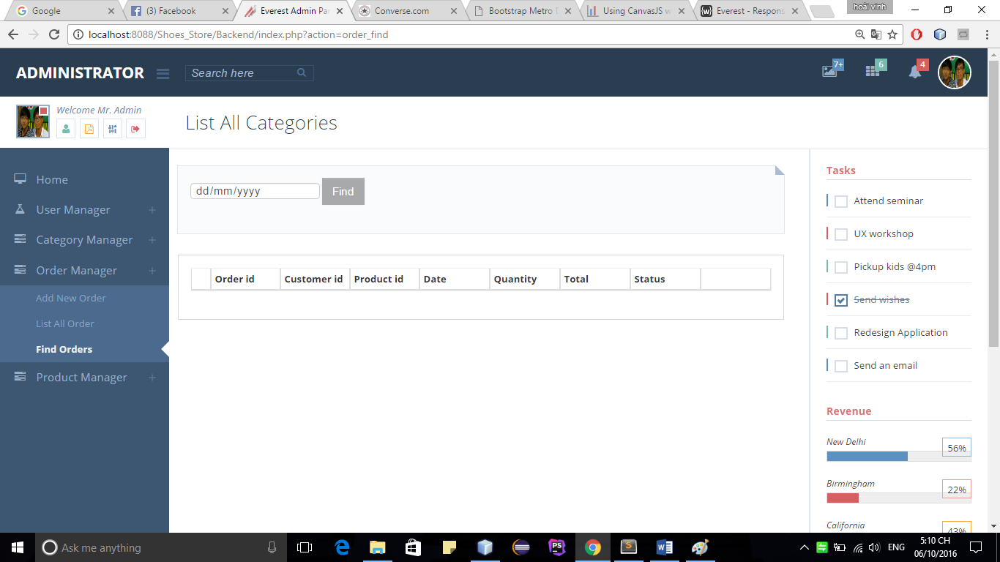 Google
(3) Facebook
Everest Admin Par
Converse.com
Bootstrap Metro D
Using CanvasJS w
Everest - Respons
hoài vinh
localhost:8088/Shoes_Store/Backend/index.php?action=order_find
ADMINISTRATOR
Search here
7+
6
4
Welcome Mr. Admin
List All Categories
Home
User Manager
Category Manager
Order Manager
Add New Order
List All Order
Find Orders
Product Manager
dd/mm/yyyy
Find
Order id Customer id Product id Date Quantity Total Status
Tasks
Attend seminar
UX workshop
Pickup kids @4pm
Send wishes
Redesign Application
Send an email
Revenue
New Delhi
56%
Birmingham
22%
California
43%
Ask me anything
ENG
5:10 CH
06/10/2016